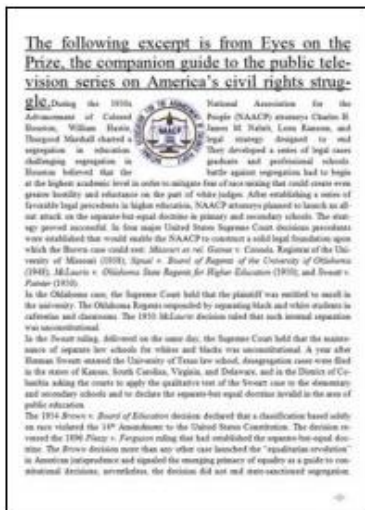 The following excerpt is from Eyes on the
Prize, the companion guide to the public tele-
vision series on America's civil rights strug-
gle. During the 1930s National Association for the
Advancement of Colored People (NAACP) attorneys Charles H.
Houston, William Hastie, James M. Nabrit, Leon Ransom, and
Thurgood Marshall charted a legal strategy designed to end
segregation in education. They developed a series of legal cases
challenging segregation in graduate and professional schools.
Houston believed that the battle against segregation had to begin
at the highest academic level in order to mitigate fear of race mixing that could create even
greater hostility and reluctance on the part of white judges. After establishing a series of
favorable legal precedents in higher education, NAACP attorneys planned to launch an all-
out attack on the separate-but-equal doctrine in primary and secondary schools. The strat-
egy proved successful. In four major United States Supreme Court decisions precedents
were established that would enable the NAACP to construct a solid legal foundation upon
which the Brown case could rest: Missouri ex rel. Gaines v. Canada, Registrar of the Uni-
versity of Missouri (1938); Sipuel v. Board of Regents of the University of Oklahoma
(1948); McLaurin v. Oklahoma State Regents for Higher Education (1950); and Sweatt v.
Painter (1950).
In the Oklahoma case, the Supreme Court held that the plaintiff was entitled to enroll in
the university. The Oklahoma Regents responded by separating black and white students in
cafeterias and classrooms. The 1950 McLaurin decision ruled that such internal separation
was unconstitutional.
In the Sweatt ruling, delivered on the same day, the Supreme Court held that the mainte-
nance of separate law schools for whites and blacks was unconstitutional. A year after
Heman Sweatt entered the University of Texas law school, desegregation cases were filed
in the states of Kansas, South Carolina, Virginia, and Delaware, and in the District of Co-
lumbia asking the courts to apply the qualitative test of the Sweatt case to the elementary
and secondary schools and to declare the separate-but-equal doctrine invalid in the area of
public education.
The 1954 Brown v. Board of Education decision declared that a classification based solely
on race violated the 14th Amendment to the United States Constitution. The decision re-
versed the 1896 Plessy v. Ferguson ruling that had established the separate-but-equal doc-
trine. The Brown decision more than any other case launched the "equalitarian revolution"
in American jurisprudence and signaled the emerging primacy of equality as a guide to con-
stitutional decisions; nevertheless, the decision did not end state-sanctioned segregation.
NAACP